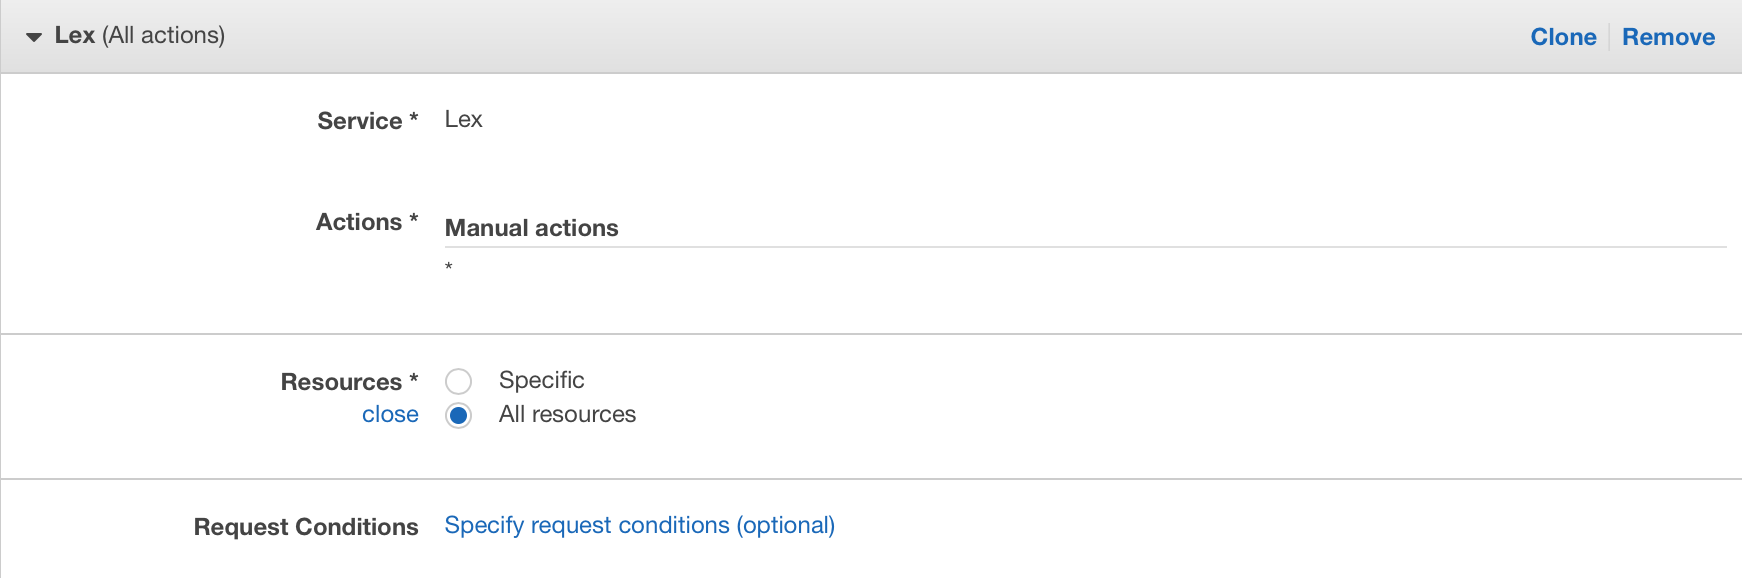 Lex (All actions) Clone Remove
Service * Lex
Actions * Manual actions
*
Resources * Specific
close All resources
Request Conditions Specify request conditions (optional)